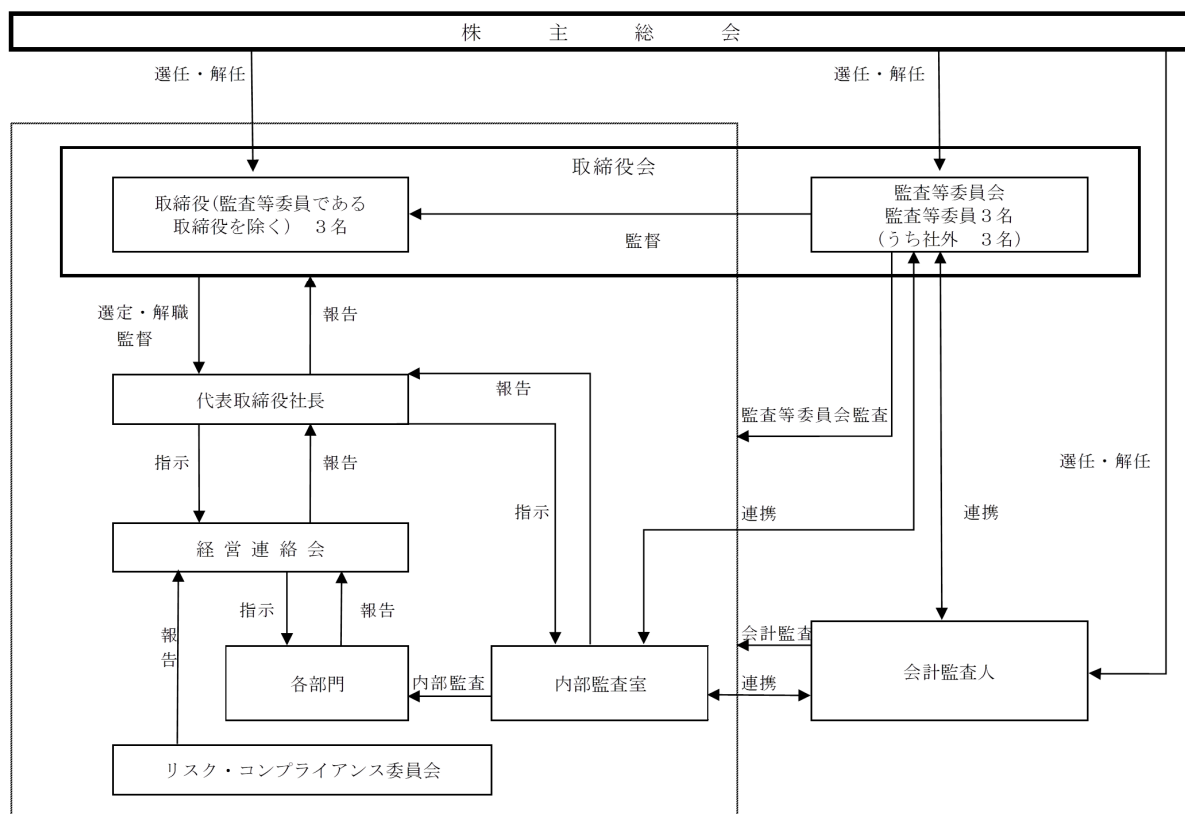 株主総会
選任・解任
選任・解任
取締役会
取締役(監査等委員である
取締役を除く) 3名
監査等委員会
監査等委員3名
(うち社外 3名)
監督
選定・解職
監督
報告
代表取締役社長
報告
監査等委員会監査
指示
報告
選任・解任
指示
連携
連携
経営連絡会
指示
報告
報告
会計監査
各部門
内部監査
内部監査室
連携
会計監査人
リスク・コンプライアンス委員会